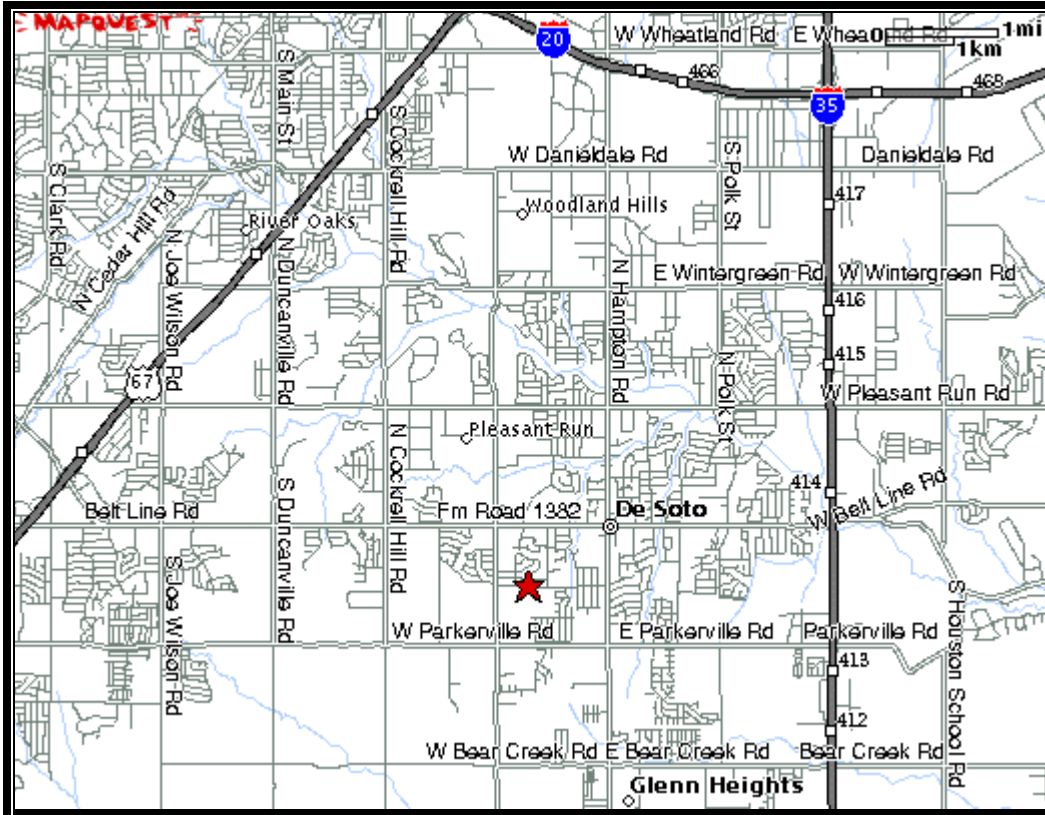 MAPQUEST
20
W Wheatland Rd
0
1mi
1km
S Main St
466
468
35
S Cockrell Hill Rd
W Danieldale Rd
S Polk St
Danieldale Rd
S Clark Rd
N Cedar Hill Rd
417
Woodland Hills
River Oaks
N Joe Wilson Rd
N Duncanville Rd
N Hampton Rd
E Wintergreen Rd
W Wintergreen Rd
416
415
67
N Polk St
W Pleasant Run Rd
Pleasant Run
N Cockrell Hill Rd
S Duncanville Rd
414
W Belt Line Rd
Belt Line Rd
Fm Road 1382
De Soto
S Joe Wilson Rd
S Houston School Rd
W Parkerville Rd
E Parkerville Rd
Parkerville Rd
413
412
W Bear Creek Rd
E Bear Creek Rd
Bear Creek Rd
Glenn Heights